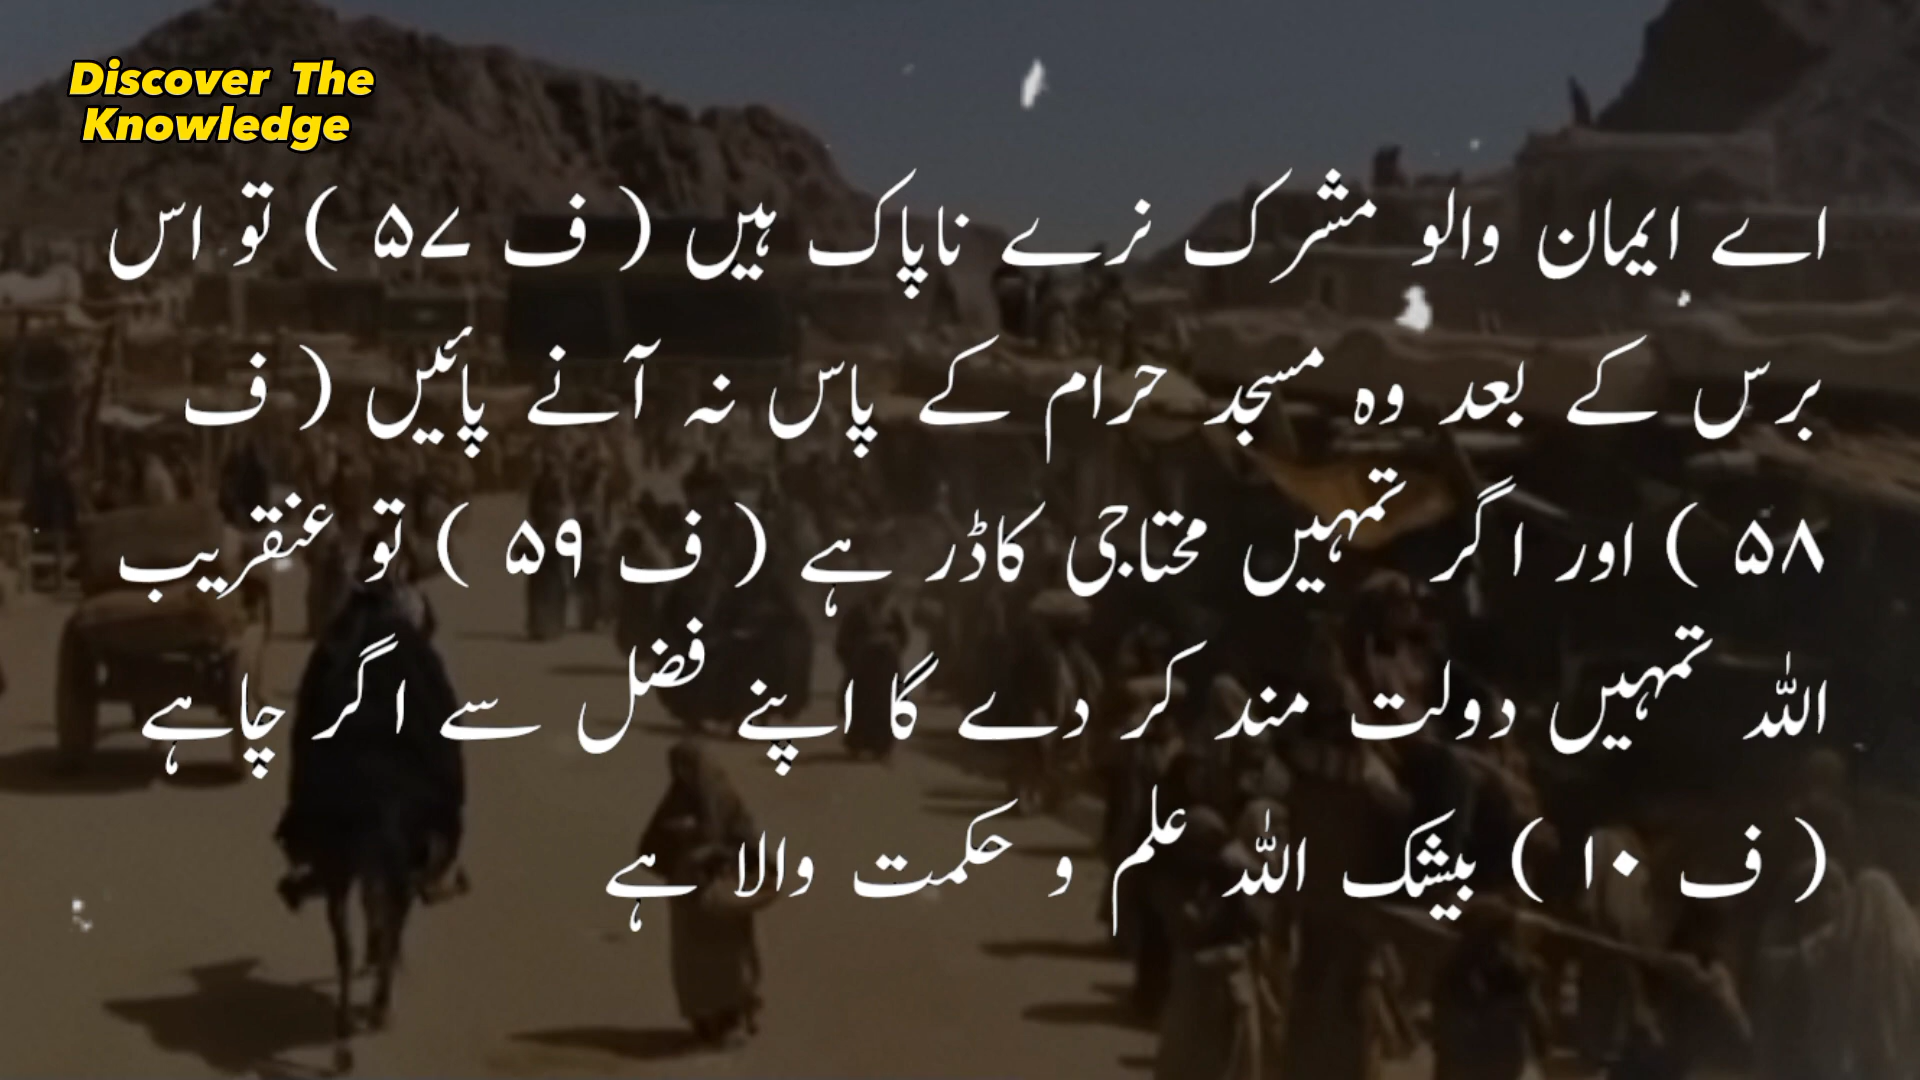 Discover The
Knowledge
اے ایمان والو مشرک نرے ناپاک ہیں ( ف ۵۷ ) تو اس
برس کے بعد وہ مسجد حرام کے پاس نہ آنے پائیں ( ف
۵۸ ) اور اگر تمہیں محتاجی کاڈر ہے ( ف ۵۹ ) تو عنقریب
اللہ تمہیں دولت مند کر دے گا اپنے فضل سے اگر چاہے
( ف ۱۰ ) بیشک اللہ علم و حکمت والا ہے